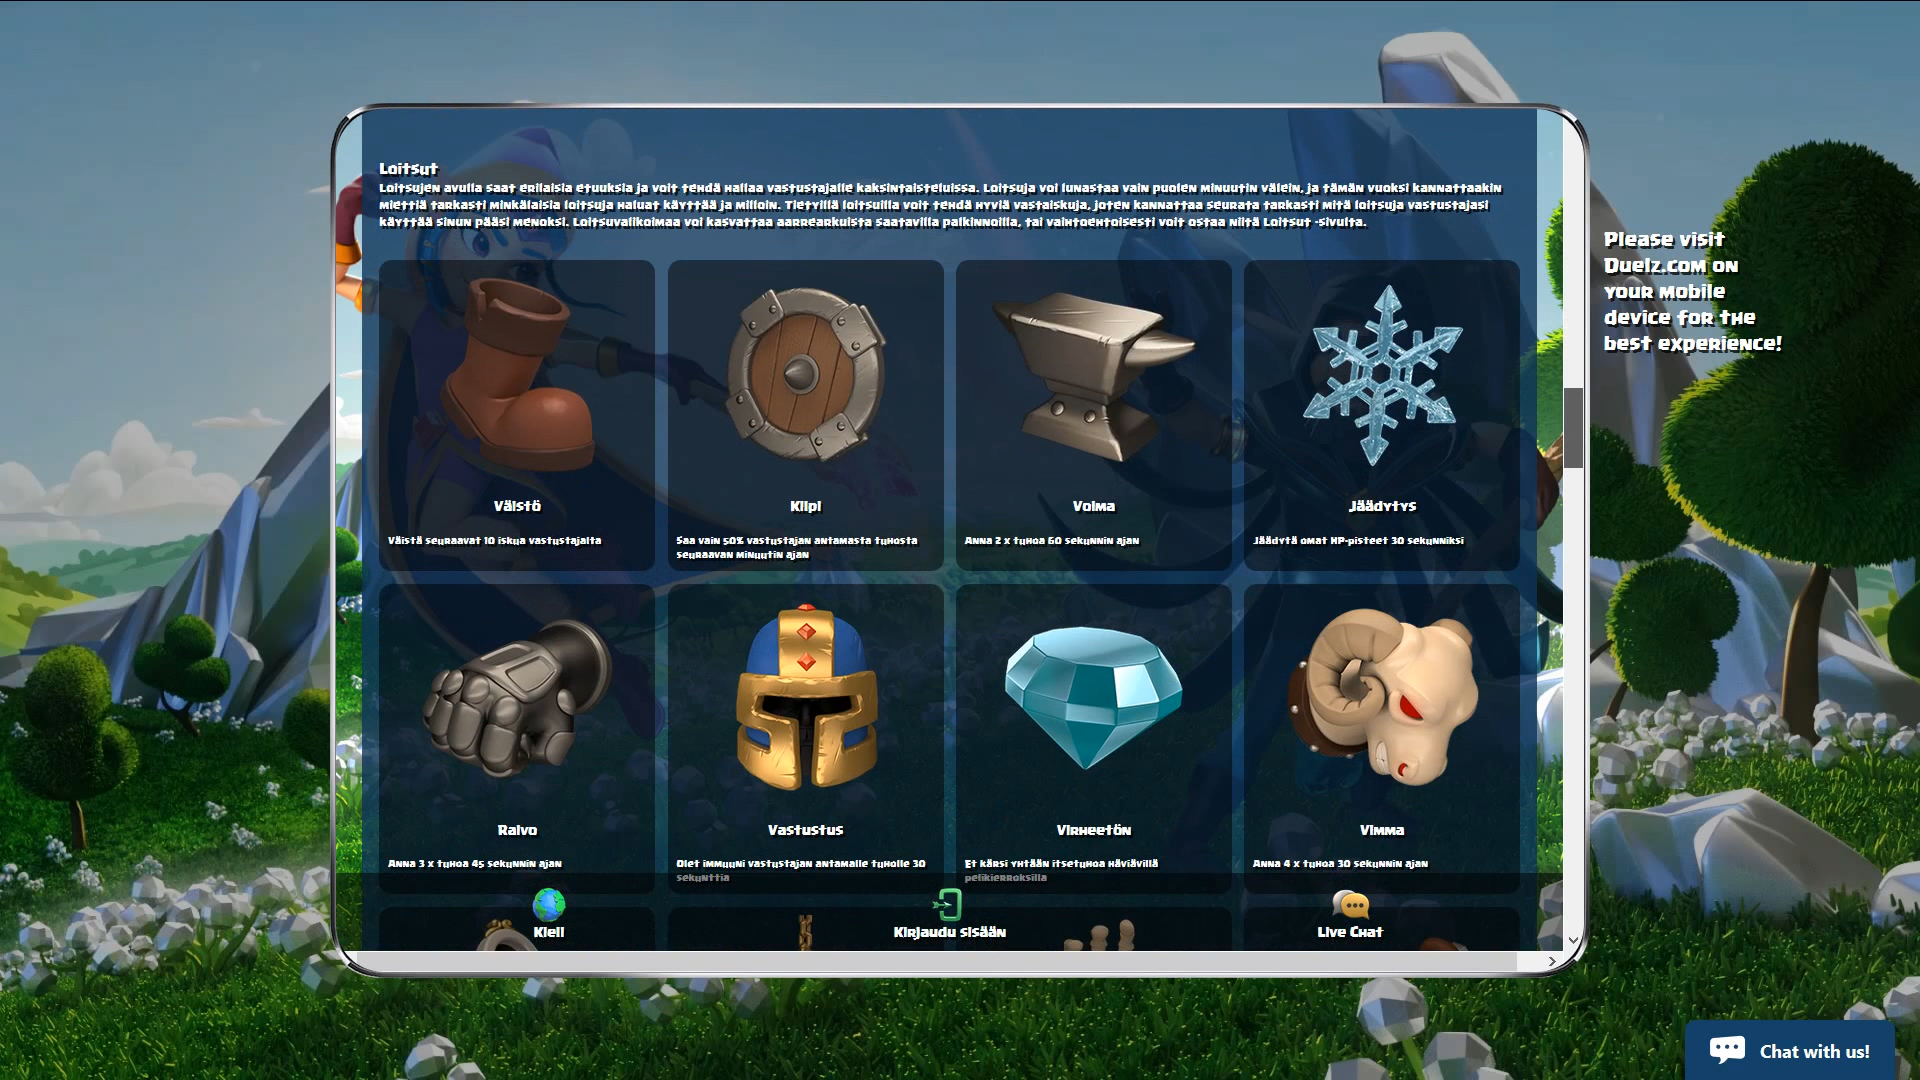 Loitsut
Loitsujen avulla saat erilaisia etuuksia ja voit tehdä hallaa vastustajalle kaksintaisteluissa. Loitsuja voi lunastaa vain puolen minuutin välein, ja tämän vuoksi kannattaakin
miettiä tarkasti minkälaisia loitsuja haluat käyttää ja milloin. Tietyillä loitsuilla voit tehdä hyviä vastaiskuja, joten kannattaa seurata tarkasti mitä loitsuja vastustajasi
käyttää sinun pääsi menoksi. Loitsuvalikoimaa voi kasvattaa aarrearkuista saatavilla palkinnoilla, tai vaihtoehtoisesti voit ostaa niitä Loitsut -sivulta.
Please visit
Duelz.com on
your mobile
device for the
best experience!
Väistö
Kilpi
Voima
Jäädytys
Väistä seuraavat 10 iskua vastustajalta
Saa vain 50% vastustajan antamasta tuhosta
seuraavan minuutin ajan
Anna 2 x tuhoa 60 sekunnin ajan
Jäädytä omat HP-pisteet 30 sekunniksi
Raivo
Vastustus
Virheetön
Vimma
Anna 3 x tuhoa 45 sekunnin ajan
Olet immuuni vastustajan antamalle tuholle 30
sekunttia
Et kärsi yhtään itsetuhoa häviävillä
pelikierroksilla
Anna 4 x tuhoa 30 sekunnin ajan
Kieli
Kirjaudu sisään
Live Chat
Chat with us!